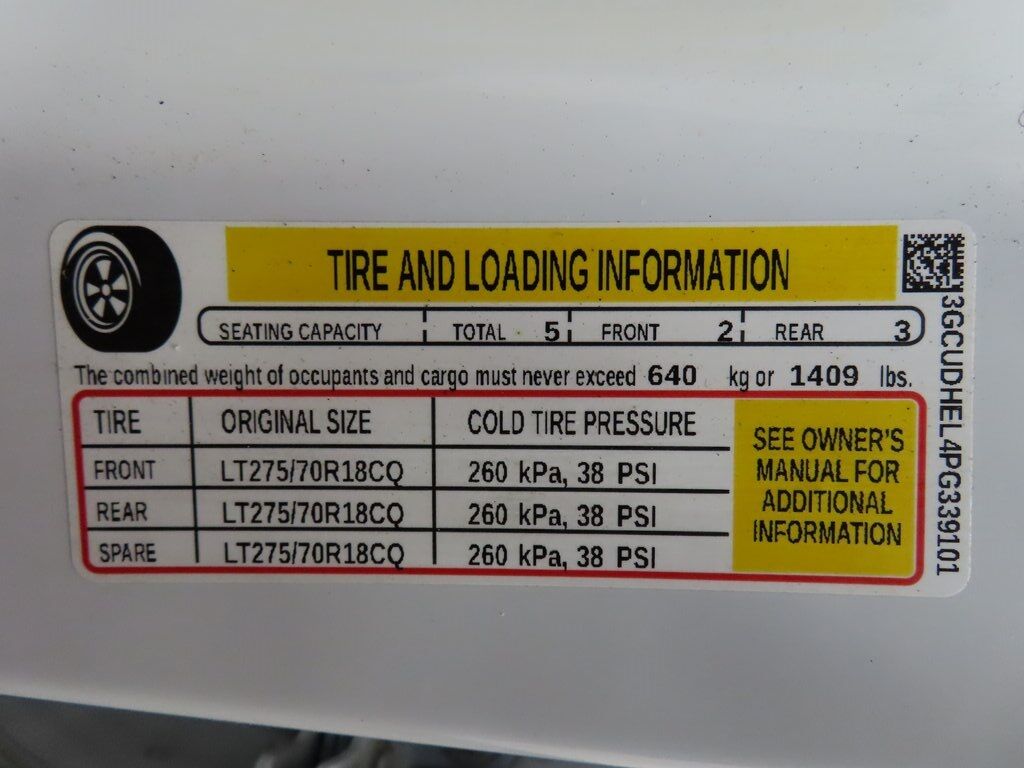 TIRE AND LOADING INFORMATION
SEATING CAPACITY TOTAL 5 FRONT 2 REAR 3
The combined weight of occupants and cargo must never exceed 640 kg or 1409 lbs.
TIRE ORIGINAL SIZE COLD TIRE PRESSURE
FRONT LT275/70R18CQ 260 kPa, 38 PSI
REAR LT275/70R18CQ 260 kPa, 38 PSI
SPARE LT275/70R18CQ 260 kPa, 38 PSI
SEE OWNER'S
MANUAL FOR
ADDITIONAL
INFORMATION
3GCUDHEL4PG339101